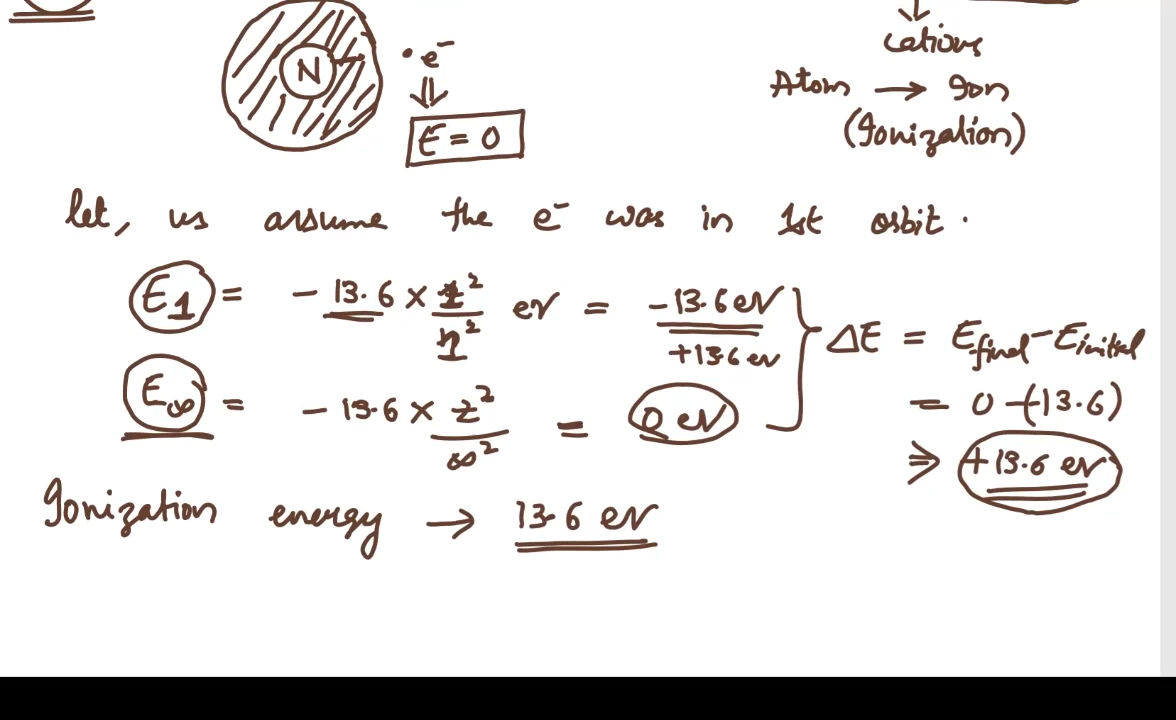 N
• e⁻
⇓
E = 0
↓
cations
Atom → Ion
(Ionization)
let, us assume the e⁻ was in 1st orbit.
E1 = - 13.6 × 1²/1² eV = -13.6 eV
+13.6 eV
E∞ = - 13.6 × z²/∞² = 0 eV
ΔE = Efinal - Einitial
= 0 -(-13.6)
⇒ +13.6 eV
Ionization energy → 13.6 eV